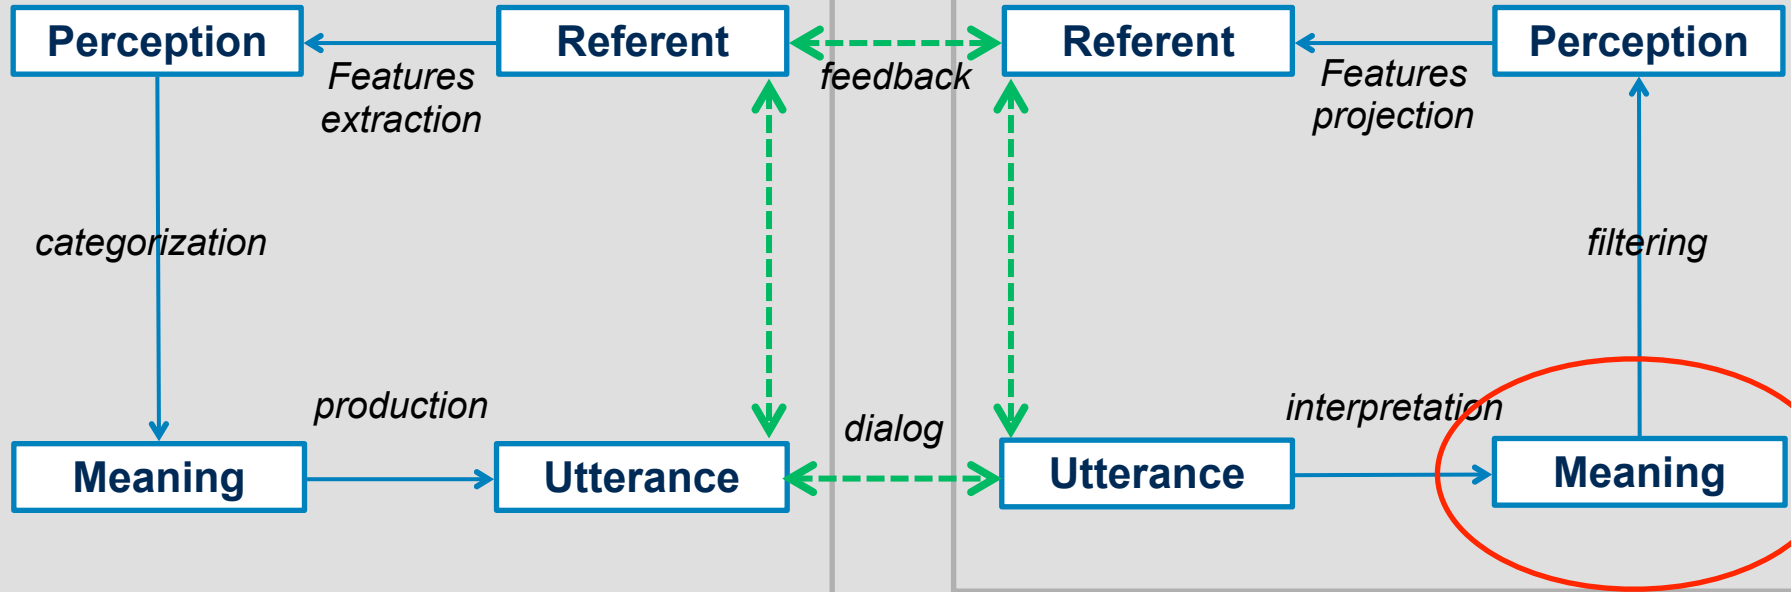 Perception
Referent
Referent
Perception
Features
extraction
feedback
Features
projection
categorization
filtering
production
dialog
interpretation
Meaning
Utterance
Utterance
Meaning